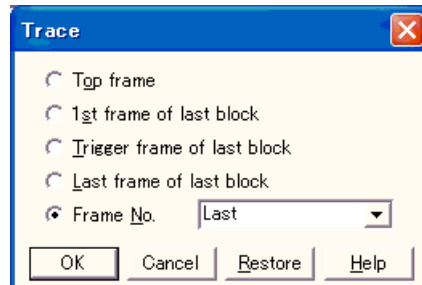 Trace
Top frame
1st frame of last block
Trigger frame of last block
Last frame of last block
Frame No. Last
OK Cancel Restore Help